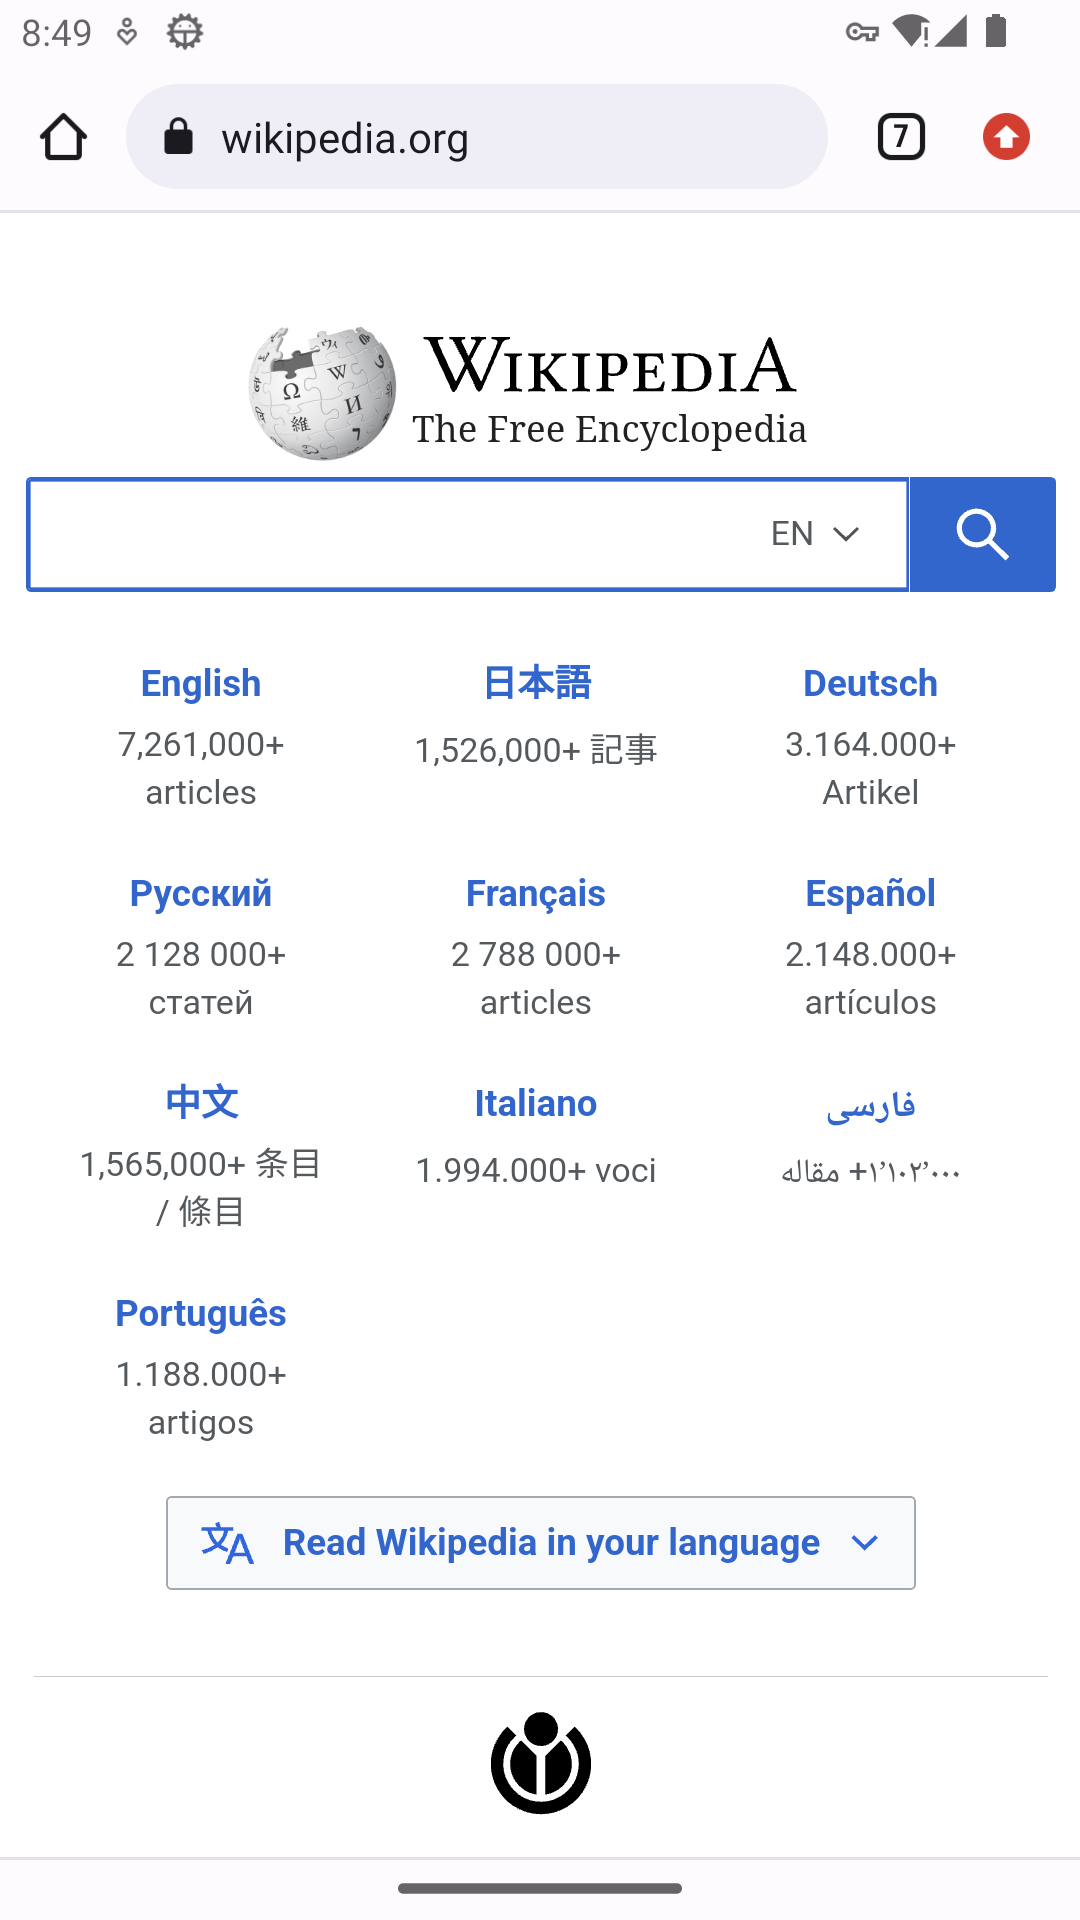 8:49
wikipedia.org
7
WIKIPEDIA
The Free Encyclopedia
EN
English
7,261,000+
articles
日本語
1,526,000+ 記事
Deutsch
3.164.000+
Artikel
Русский
2 128 000+
статей
Français
2 788 000+
articles
Español
2.148.000+
artículos
中文
1,565,000+ 条目
/ 條目
Italiano
1.994.000+ voci
فارسی
۱٬۱۰۲٬۰۰۰+ مقاله
Português
1.188.000+
artigos
Read Wikipedia in your language